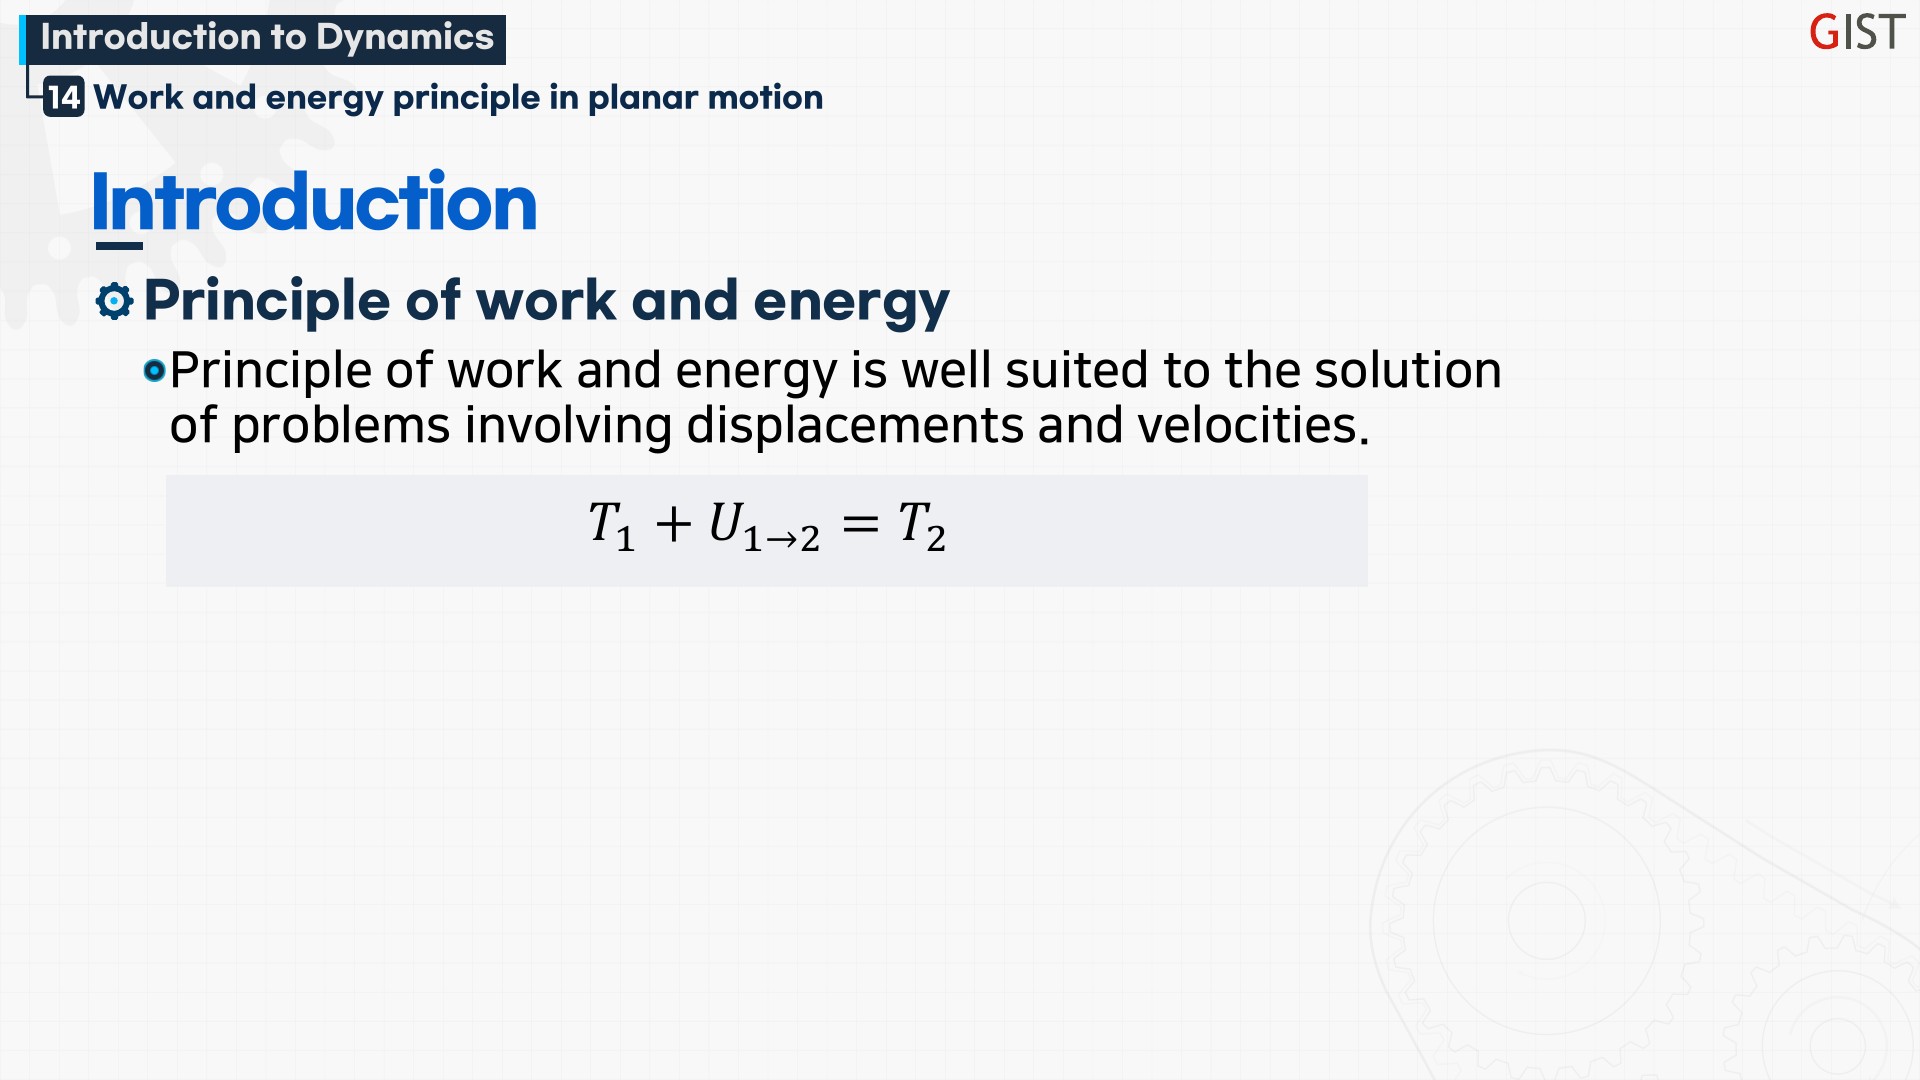 Introduction to Dynamics
GIST
14 Work and energy principle in planar motion
Introduction
Principle of work and energy
Principle of work and energy is well suited to the solution
of problems involving displacements and velocities.
T₁ + U₁→₂ = T₂